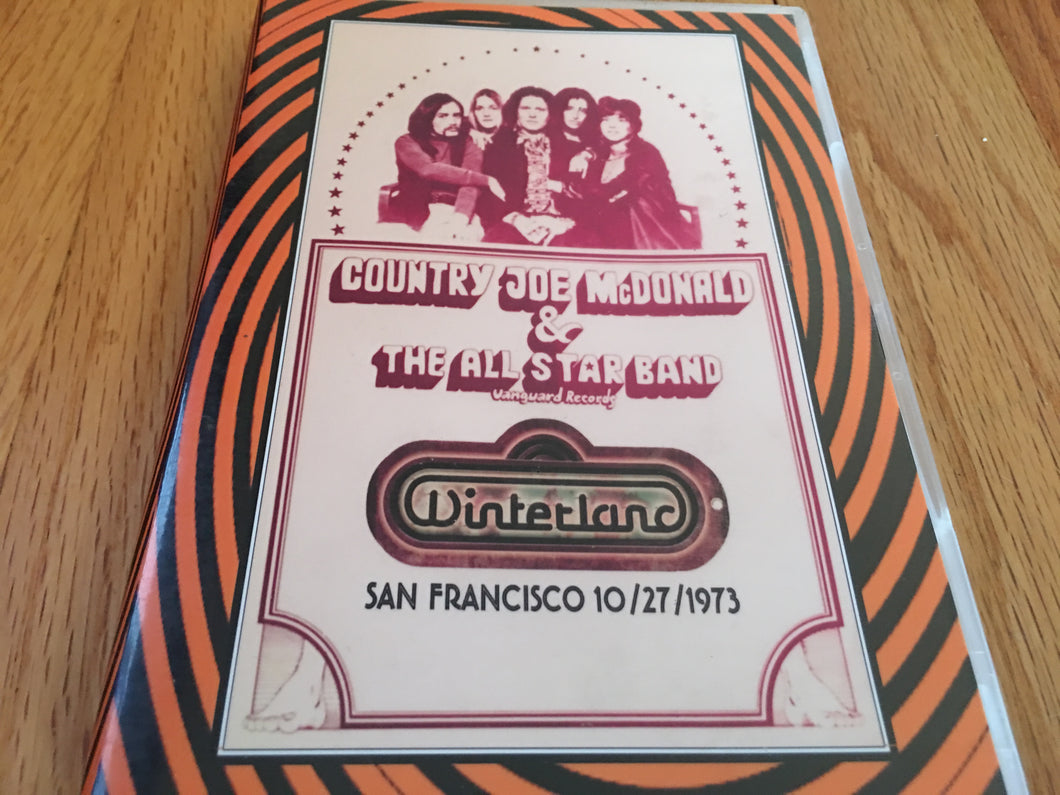 COUNTRY JOE McDONALD
&
THE ALL STAR BAND
Vanguard Records
Winterland
SAN FRANCISCO 10/27/1973